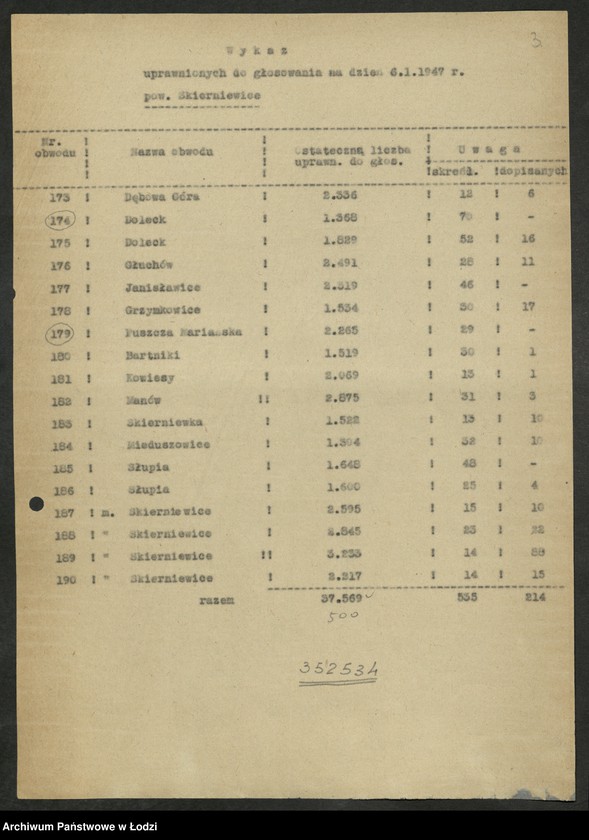 3
Wykaz
uprawnionych do głosowania na dzień 6.1.1947 r.
pow. Skierniewice
Nr. obwodu ! Nazwa obwodu ! Ostateczna liczba uprawn. do głos. ! Uwaga
!skreśl. !dopisanych
173 ! Dębowa Góra ! 2.336 ! 12 ! 6
174 ! Doleck ! 1.368 ! 70 ! -
175 ! Doleck ! 1.829 ! 52 ! 16
176 ! Głuchów ! 2.491 ! 28 ! 11
177 ! Janisławice ! 2.319 ! 46 ! -
178 ! Grzymkowice ! 1.534 ! 30 ! 17
179 ! Puszcza Mariańska ! 2.265 ! 29 ! -
180 ! Bartniki ! 1.519 ! 30 ! 1
181 ! Kowiesy ! 2.069 ! 13 ! 1
182 ! Manów !! 2.875 ! 31 ! 3
183 ! Skierniewka ! 1.522 ! 13 ! 10
184 ! Mieduszowice ! 1.304 ! 32 ! 10
185 ! Słupia ! 1.648 ! 48 ! -
186 ! Słupia ! 1.600 ! 25 ! 4
187 ! m. Skierniewice ! 2.595 ! 15 ! 10
188 ! " Skierniewice ! 2.845 ! 23 ! 22
189 ! " Skierniewice !! 3.233 ! 14 ! 88
190 ! " Skierniewice ! 2.217 ! 14 ! 15
razem 37.569 535 214
500
352534
Archiwum Państwowe w Łodzi